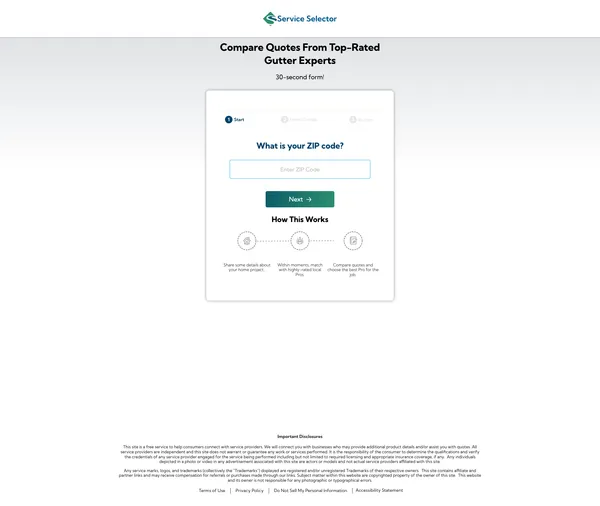 Service Selector
Compare Quotes From Top-Rated
Gutter Experts
30-second form!
1 Start
2
3
What is your ZIP code?
Enter ZIP Code
Next →
How This Works
Share some details about
your home project.
Within moments, match
with highly-rated local
Pros
Compare quotes and
choose the best Pro for the
job
Important Disclosures
This site is a free service to help consumers connect with service providers. We will connect you with businesses who may provide additional product details and/or assist you with quotes. All
service providers are independent and this site does not warrant or guarantee any work or services performed. It is the responsibility of the consumer to determine the qualifications and verify
the credentials of any service provider engaged for the service being performed including but not limited to required licensing and appropriate insurance coverage, if any. Any individuals
depicted in a photo or video in any advertisement associated with this site are actors or models and not actual service providers affiliated with this site.
Any service marks, logos, and trademarks (collectively the "Trademarks") displayed are registered and/or unregistered Trademarks of their respective owners. This site contains affiliate and
partner links and may receive compensation for referrals or purchases made through our links. Subject matter within this website are copyrighted property of the owner of this site. This website
and its owner is not responsible for any photographic or typographical errors.
Terms of Use | Privacy Policy | Do Not Sell My Personal Information | Accessibility Statement